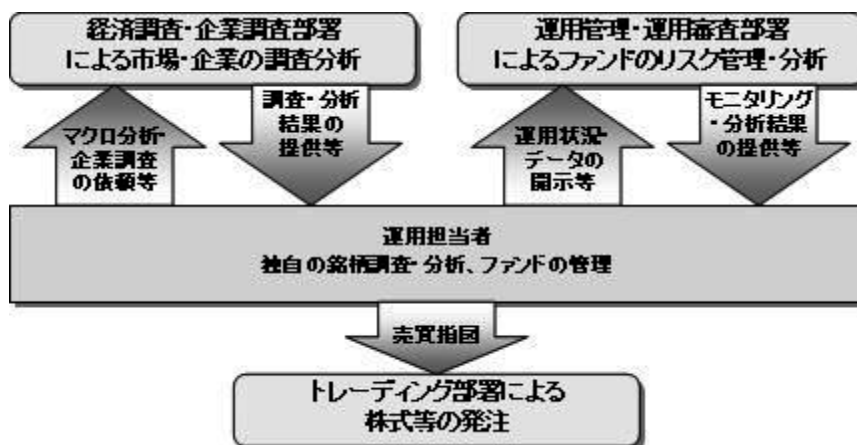 経済調査・企業調査部署
による市場・企業の調査分析
運用管理・運用審査部署
によるファンドのリスク管理・分析
マクロ分析・
企業調査
の依頼等
調査・分析
結果の
提供等
運用状況・
データの
開示等
モニタリング
・分析結果
の提供等
運用担当者
独自の銘柄調査・分析、ファンドの管理
売買指図
トレーディング部署による
株式等の発注